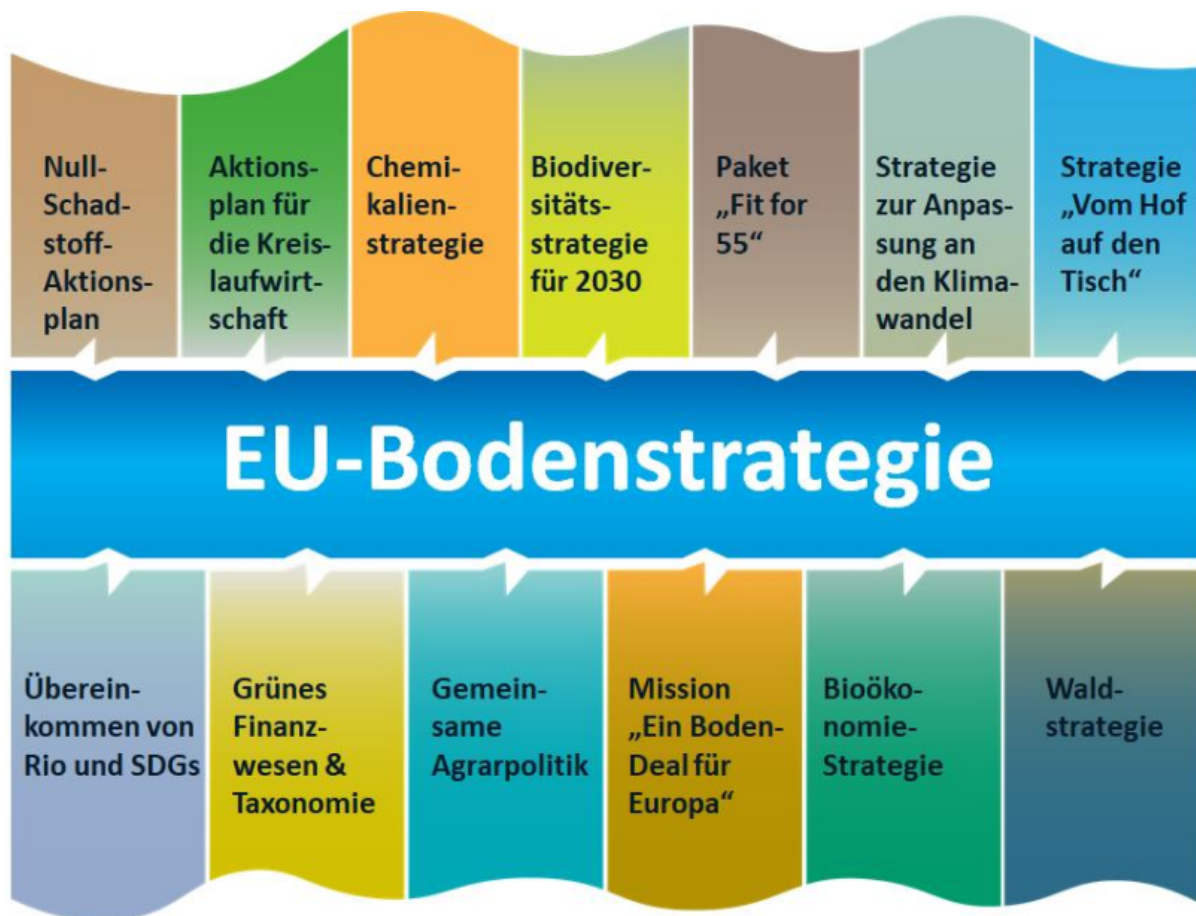 Null-
Schad-
stoff-
Aktions-
plan
Aktions-
plan für
die Kreis-
laufwirt-
schaft
Chemi-
kalien-
strategie
Biodiver-
sitäts-
strategie
für 2030
Paket
„Fit for
55“
Strategie
zur Anpas-
sung an
den Klima-
wandel
Strategie
„Vom Hof
auf den
Tisch“
EU-Bodenstrategie
Überein-
kommen von
Rio und SDGs
Grünes
Finanz-
wesen &
Taxonomie
Gemein-
same
Agrarpolitik
Mission
„Ein Boden-
Deal für
Europa“
Bioöko-
nomie-
Strategie
Wald-
strategie